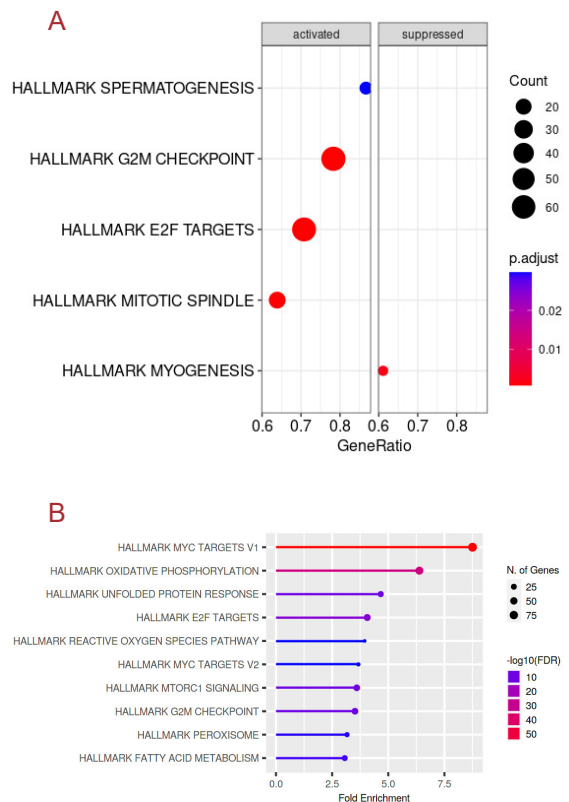 A
activated suppressed
HALLMARK SPERMATOGENESIS
HALLMARK G2M CHECKPOINT
HALLMARK E2F TARGETS
HALLMARK MITOTIC SPINDLE
HALLMARK MYOGENESIS
0.6 0.7 0.8 0.6 0.7 0.8
GeneRatio
Count
20
30
40
50
60
p.adjust
0.02
0.01
B
HALLMARK MYC TARGETS V1
HALLMARK OXIDATIVE PHOSPHORYLATION
HALLMARK UNFOLDED PROTEIN RESPONSE
HALLMARK E2F TARGETS
HALLMARK REACTIVE OXYGEN SPECIES PATHWAY
HALLMARK MYC TARGETS V2
HALLMARK MTORC1 SIGNALING
HALLMARK G2M CHECKPOINT
HALLMARK PEROXISOME
HALLMARK FATTY ACID METABOLISM
0.0 2.5 5.0 7.5
Fold Enrichment
N. of Genes
25
50
75
-log10(FDR)
10
20
30
40
50